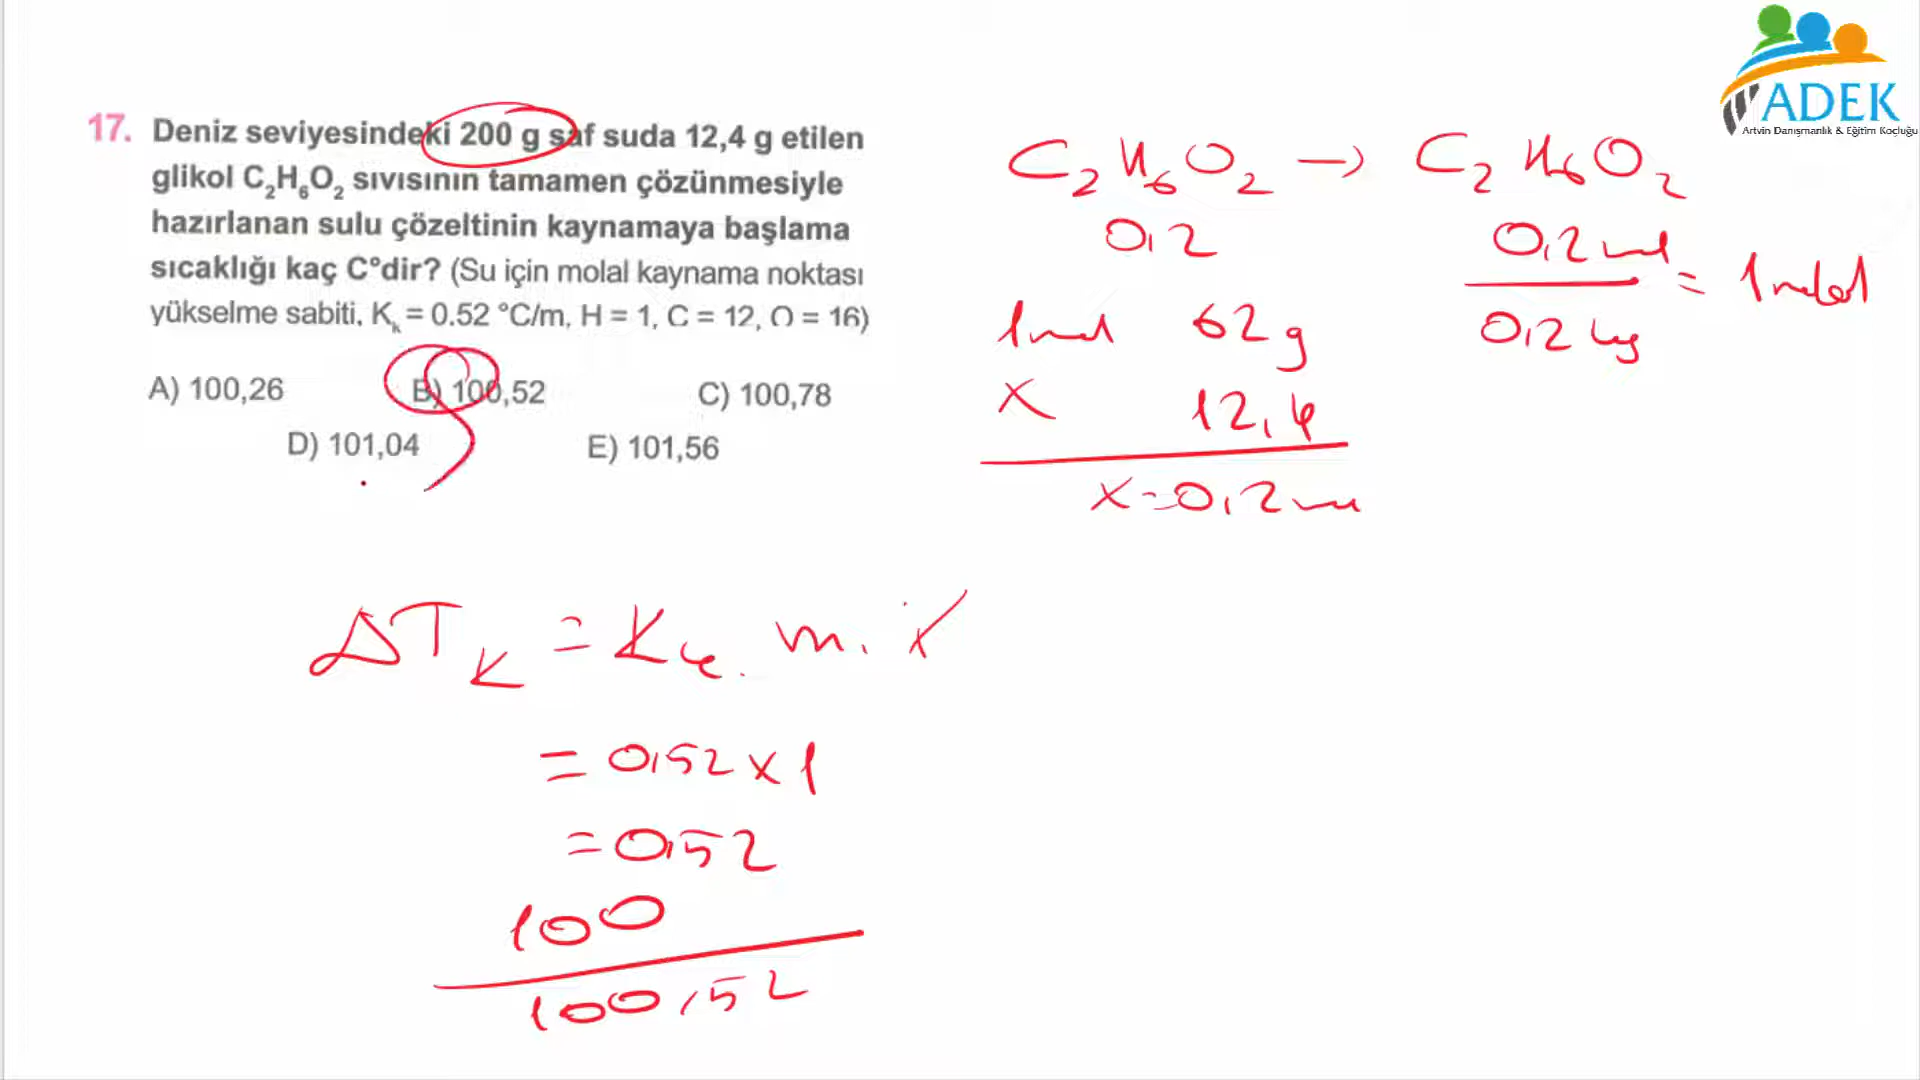 17. Deniz seviyesindeki 200 g saf suda 12,4 g etilen
glikol C₂H₆O₂ sıvısının tamamen çözünmesiyle
hazırlanan sulu çözeltinin kaynamaya başlama
sıcaklığı kaç C°dir? (Su için molal kaynama noktası
yükselme sabiti, Kₖ = 0.52 °C/m, H = 1, C = 12, O = 16)
A) 100,26 B) 100,52 C) 100,78
D) 101,04 E) 101,56
ADEK
Artvin Danışmanlık & Eğitim Koçluğu
C₂H₆O₂ → C₂H₆O₂
0,2 0,2 mol
= 1 molal
0,2 kg
1 mol 62 g
x 12,4
x = 0,2 mol
ΔT_K = K_k . m . i
= 0,52 x 1
= 0,52
100
100,52